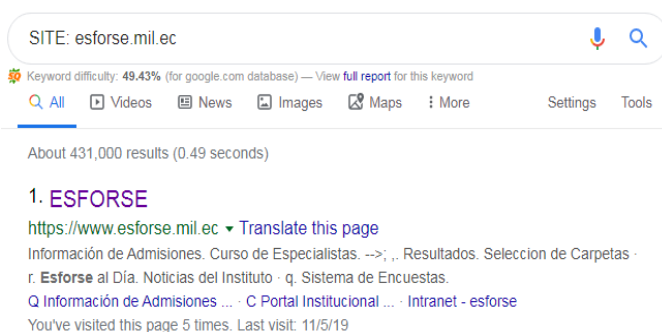 SITE: esforse.mil.ec
Keyword difficulty: 49.43% (for google.com database) — View full report for this keyword
All Videos News Images Maps More Settings Tools
About 431,000 results (0.49 seconds)
1. ESFORSE
https://www.esforse.mil.ec Translate this page
Información de Admisiones. Curso de Especialistas. -->; ,. Resultados. Seleccion de Carpetas ·
r. Esforse al Día. Noticias del Instituto · q. Sistema de Encuestas.
Q Información de Admisiones ... · C Portal Institucional ... · Intranet - esforse
You've visited this page 5 times. Last visit: 11/5/19